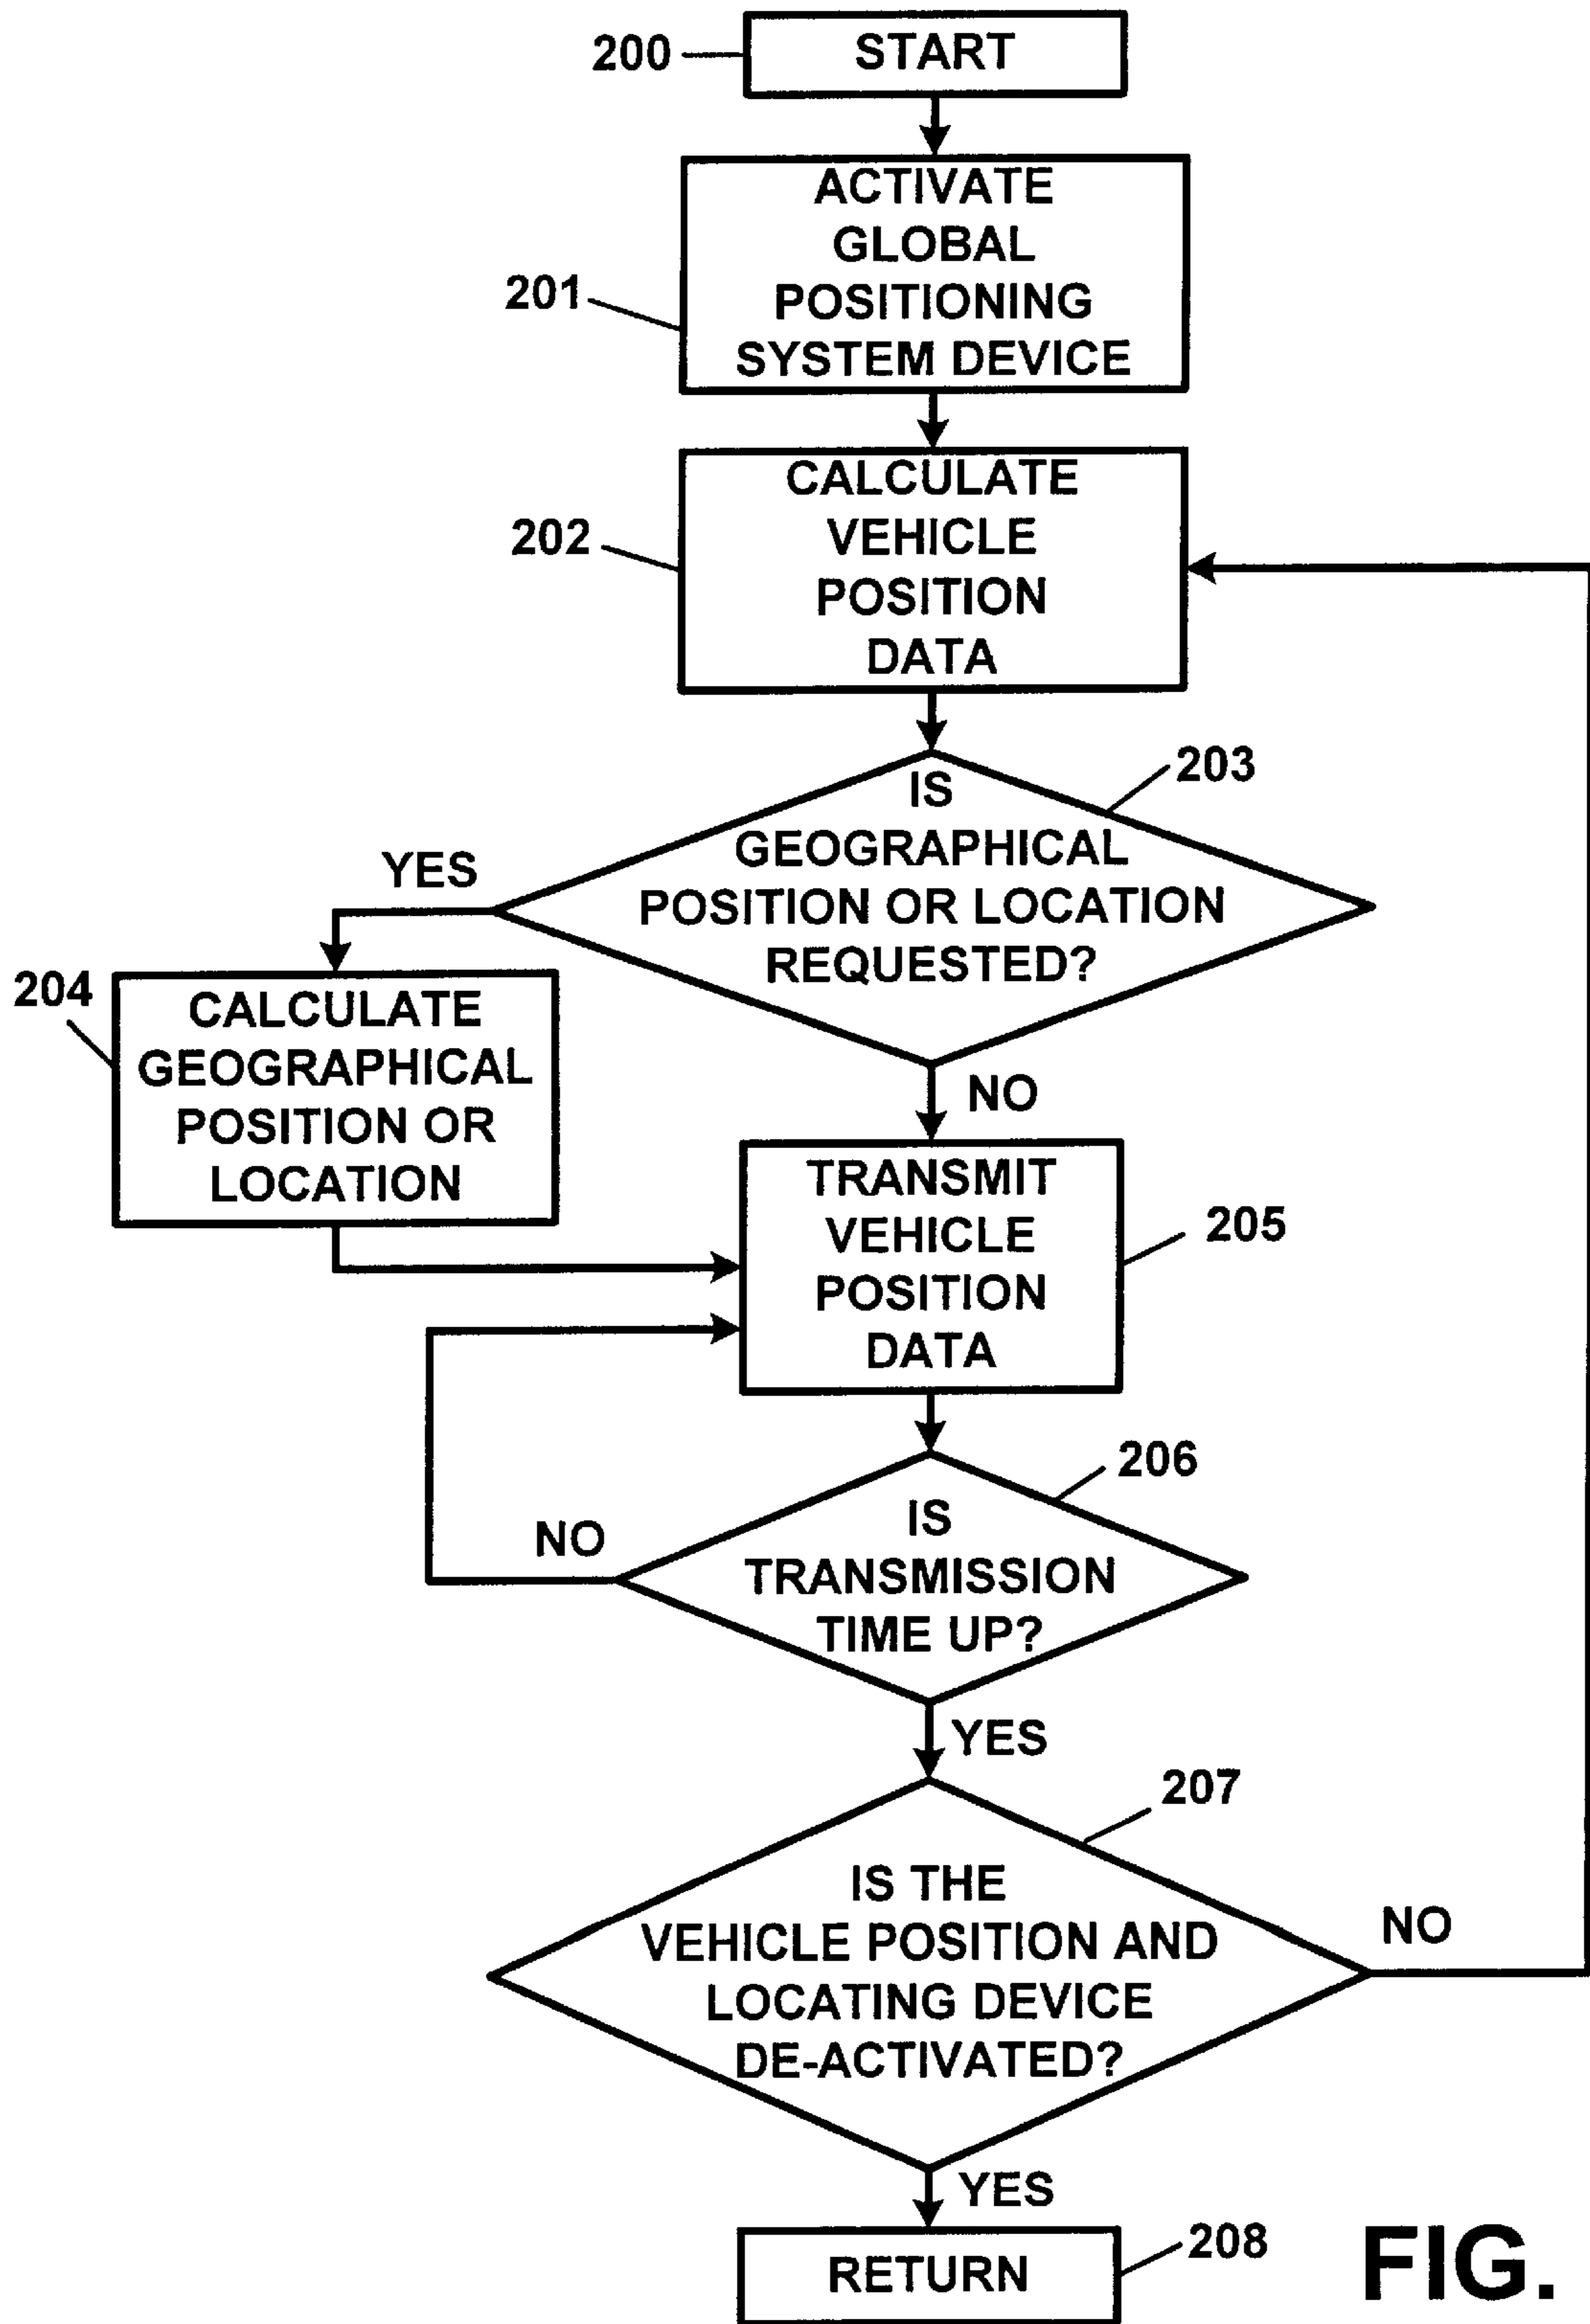 200
START
201
ACTIVATE
GLOBAL
POSITIONING
SYSTEM DEVICE
202
CALCULATE
VEHICLE
POSITION
DATA
203
IS
GEOGRAPHICAL
POSITION OR LOCATION
REQUESTED?
YES
204
CALCULATE
GEOGRAPHICAL
POSITION OR
LOCATION
NO
TRANSMIT
VEHICLE
POSITION
DATA
205
206
IS
TRANSMISSION
TIME UP?
NO
YES
207
IS THE
VEHICLE POSITION AND
LOCATING DEVICE
DE-ACTIVATED?
NO
YES
RETURN
208
FIG.